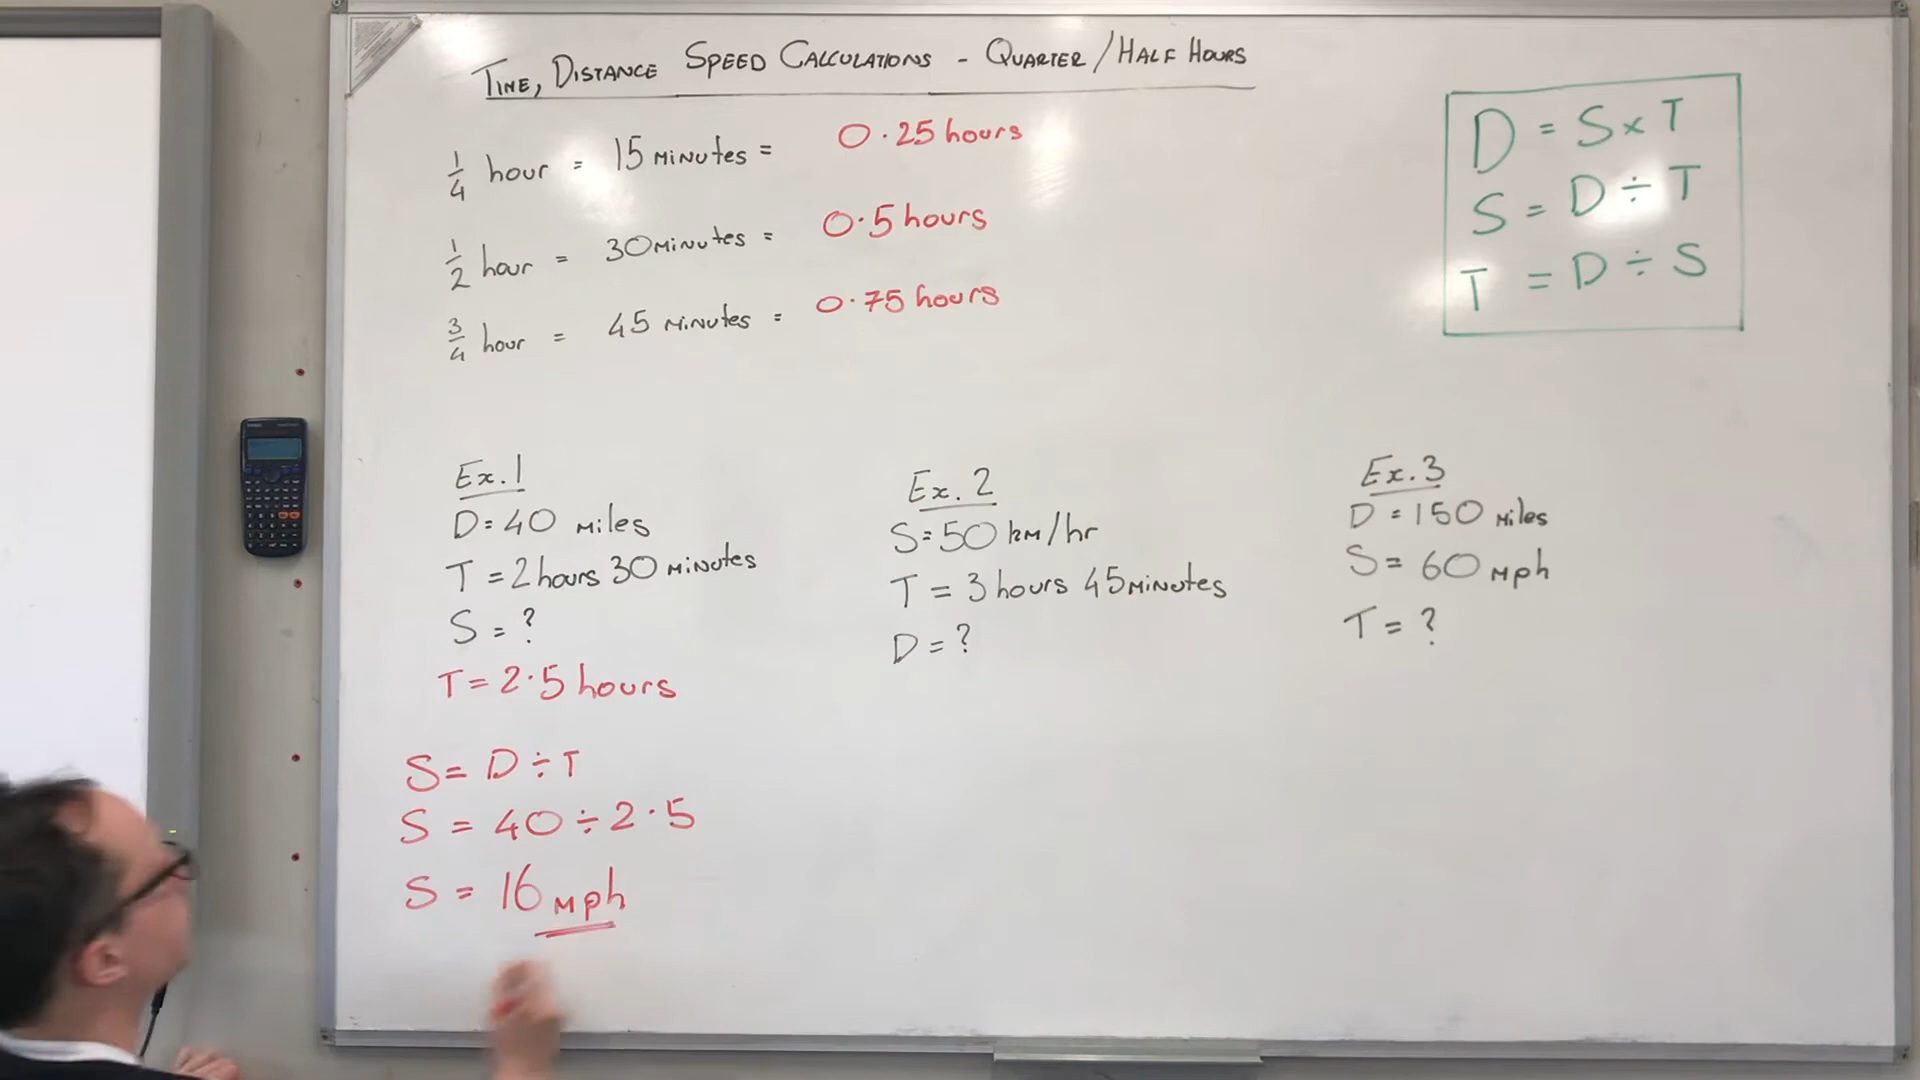 TIME, DISTANCE SPEED CALCULATIONS - QUARTER/HALF HOURS
1/4 hour = 15 minutes = 0.25 hours
1/2 hour = 30 minutes = 0.5 hours
3/4 hour = 45 minutes = 0.75 hours
D = S × T
S = D ÷ T
T = D ÷ S
Ex. 1
D = 40 miles
T = 2 hours 30 minutes
S = ?
T = 2.5 hours
S = D ÷ T
S = 40 ÷ 2.5
S = 16 mph
Ex. 2
S = 50 km/hr
T = 3 hours 45 minutes
D = ?
Ex. 3
D = 150 miles
S = 60 mph
T = ?